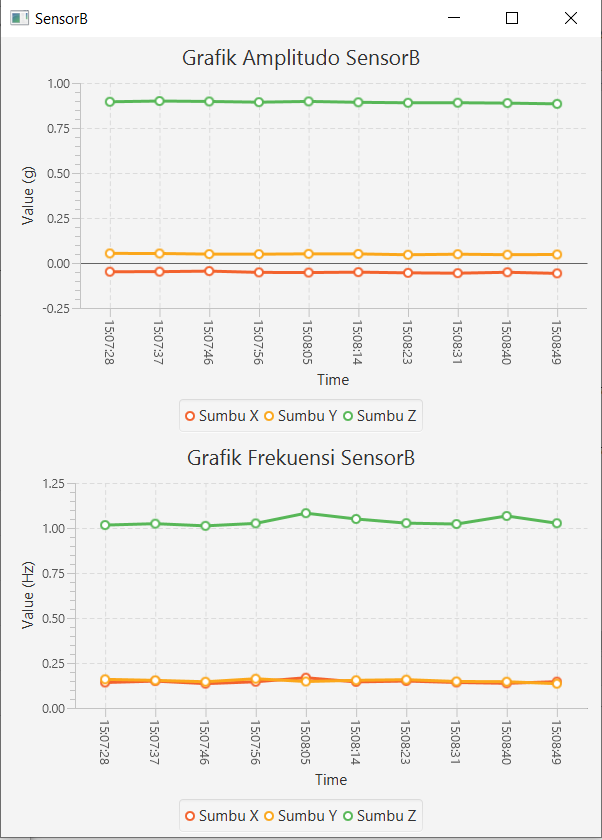 SensorB
Grafik Amplitudo SensorB
1.00
0.75
0.50
0.25
0.00
-0.25
Value (g)
15:07:28 15:07:37 15:07:46 15:07:56 15:08:05 15:08:14 15:08:23 15:08:31 15:08:40 15:08:49
Time
Sumbu X Sumbu Y Sumbu Z
Grafik Frekuensi SensorB
1.25
1.00
0.75
0.50
0.25
0.00
Value (Hz)
15:07:28 15:07:37 15:07:46 15:07:56 15:08:05 15:08:14 15:08:23 15:08:31 15:08:40 15:08:49
Time
Sumbu X Sumbu Y Sumbu Z